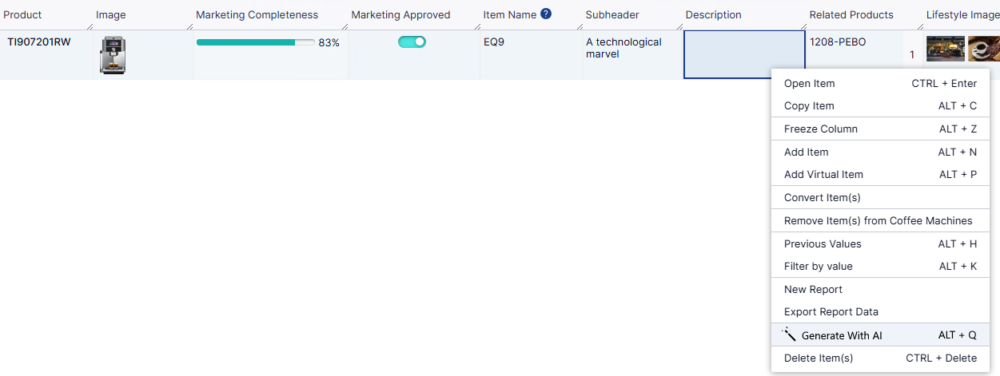 Product Image Marketing Completeness Marketing Approved Item Name ? Subheader Description Related Products Lifestyle Image
TI907201RW 83% EQ9 A technological 1208-PEBO
marvel 1
Open Item CTRL + Enter
Copy Item ALT + C
Freeze Column ALT + Z
Add Item ALT + N
Add Virtual Item ALT + P
Convert Item(s)
Remove Item(s) from Coffee Machines
Previous Values ALT + H
Filter by value ALT + K
New Report
Export Report Data
Generate With AI ALT + Q
Delete Item(s) CTRL + Delete